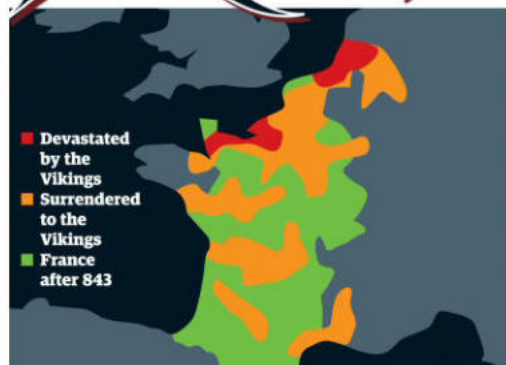 Devastated
by the
Vikings
Surrendered
to the
Vikings
France
after 843